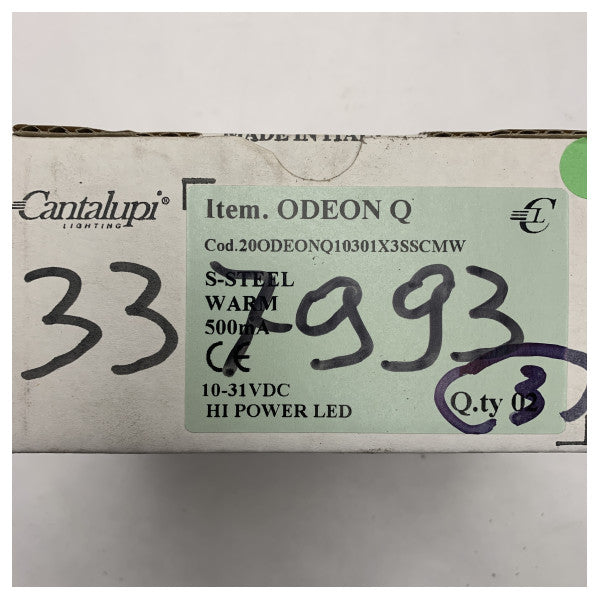 MADE IN ITA
Cantalupi®
LIGHTING
Item. ODEON Q
CL
Cod.20ODEONQ10301X3SSCMW
S-STEEL
WARM
500mA
337993
CE
10-31VDC
HI POWER LED
Q.ty 02
3